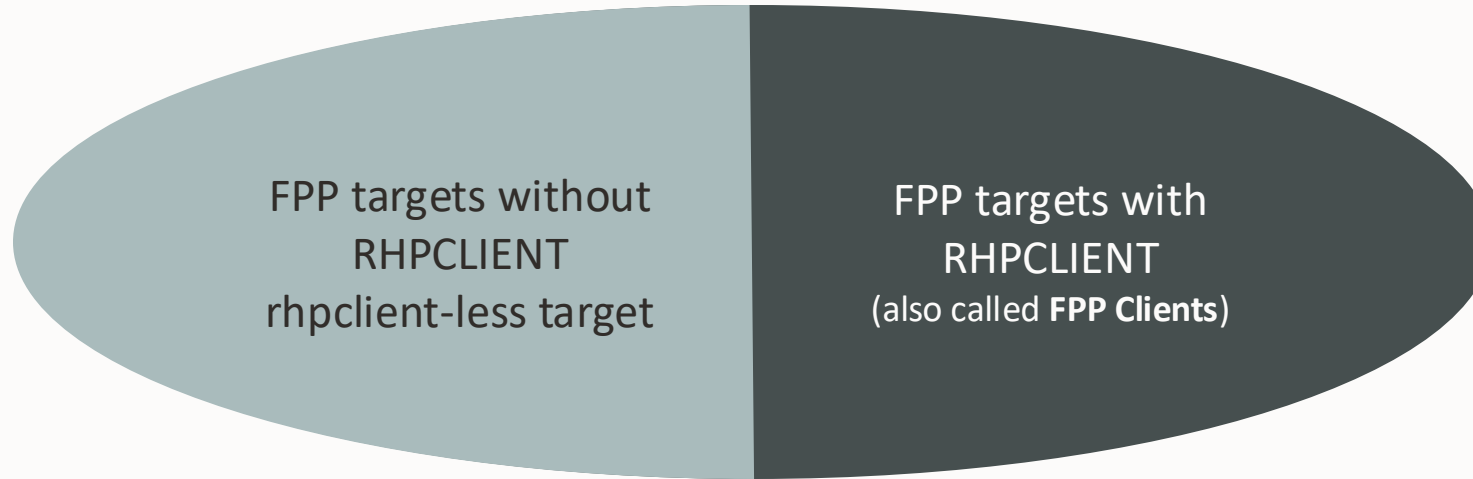 FPP targets without
RHPCLIENT
rhpclient-less target
FPP targets with
RHPCLIENT
(also called FPP Clients)